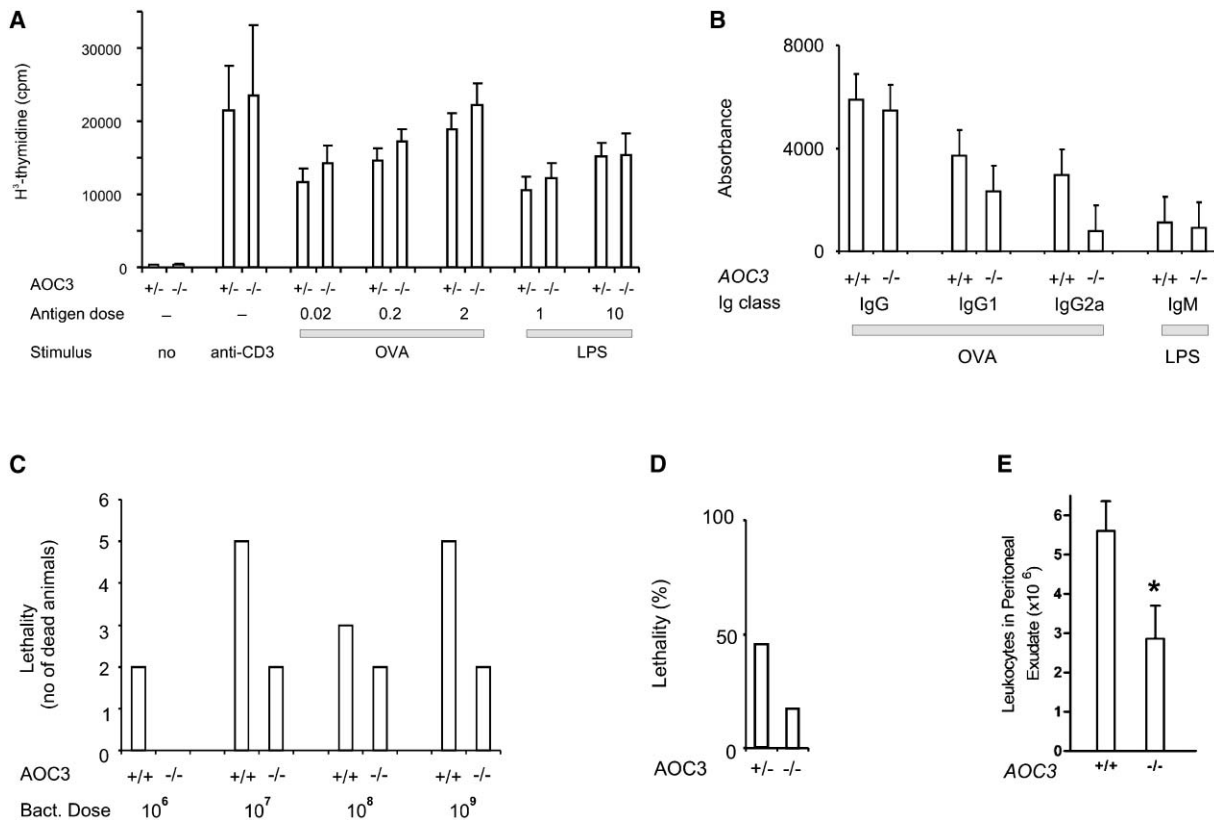 A
H³-thymidine (cpm)
30000
20000
10000
0
AOC3 +/- -/- +/- -/- +/- -/- +/- -/- +/- -/- +/- -/- +/- -/-
Antigen dose – – 0.02 0.2 2 1 10
Stimulus no anti-CD3 OVA LPS
B
Absorbance
8000
4000
0
AOC3 +/+ -/- +/+ -/- +/+ -/- +/+ -/-
Ig class IgG IgG1 IgG2a IgM
OVA LPS
C
Lethality
(no of dead animals)
6
5
4
3
2
1
0
AOC3 +/+ -/- +/+ -/- +/+ -/- +/+ -/-
Bact. Dose 10⁶ 10⁷ 10⁸ 10⁹
D
Lethality (%)
100
50
0
AOC3 +/- -/-
E
Leukocytes in Peritoneal
Exudate (x10 ⁶)
6
5
4
3
2
1
0
*
AOC3 +/+ -/-